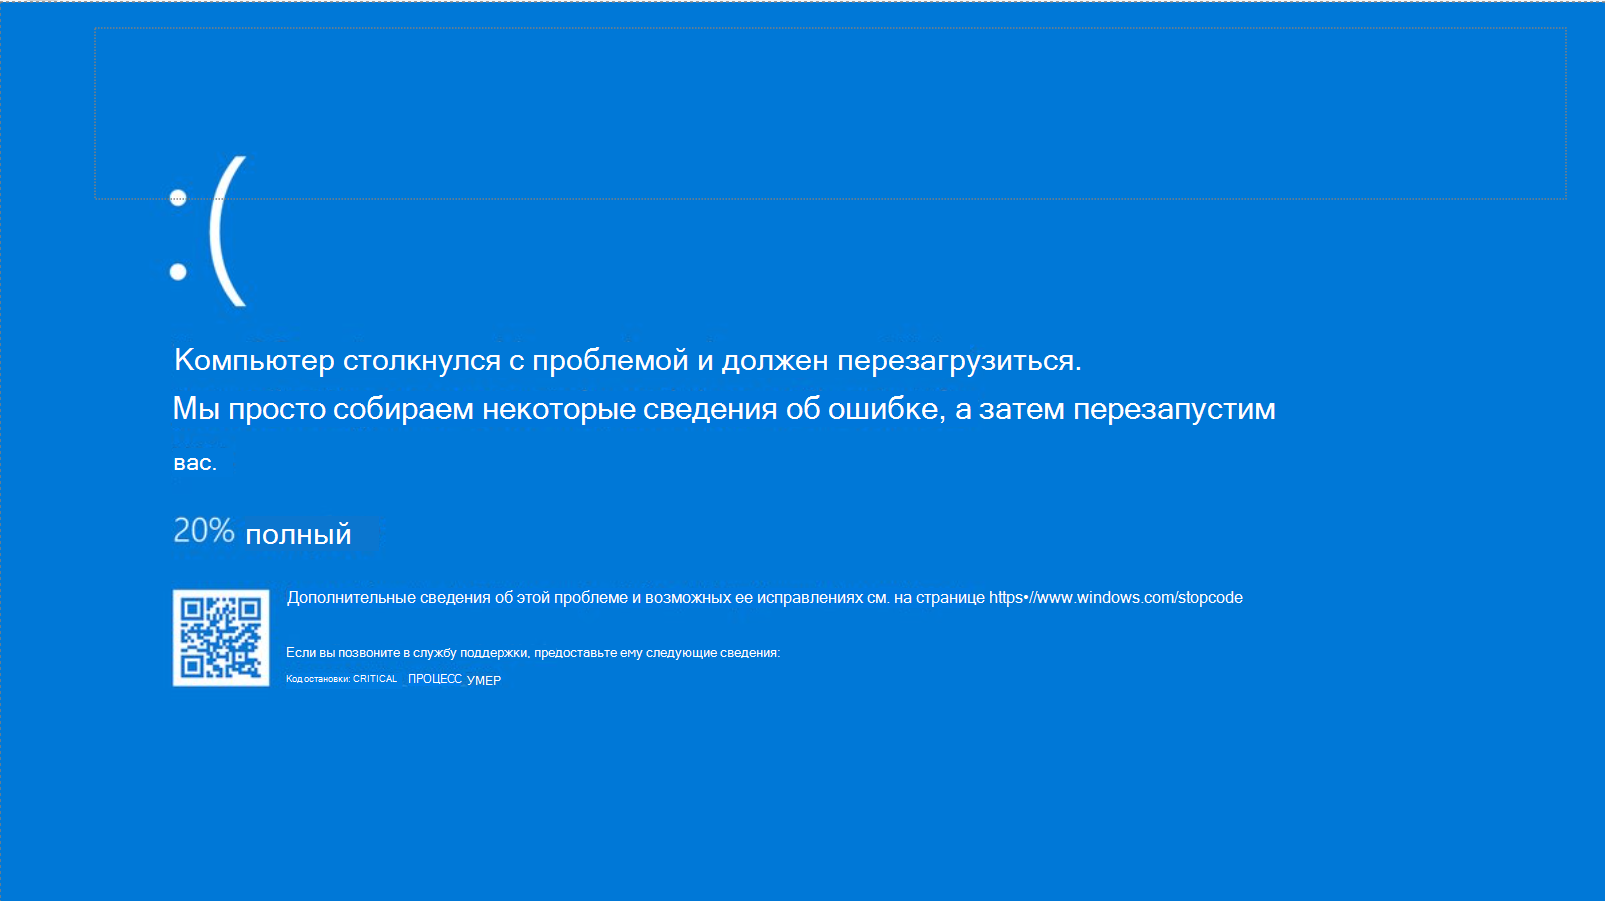 :(
Компьютер столкнулся с проблемой и должен перезагрузиться.
Мы просто собираем некоторые сведения об ошибке, а затем перезапустим
вас.
20% полный
Дополнительные сведения об этой проблеме и возможных ее исправлениях см. на странице https•//www.windows.com/stopcode
Если вы позвоните в службу поддержки, предоставьте ему следующие сведения:
Код остановки: CRITICAL _ ПРОЦЕСС УМЕР